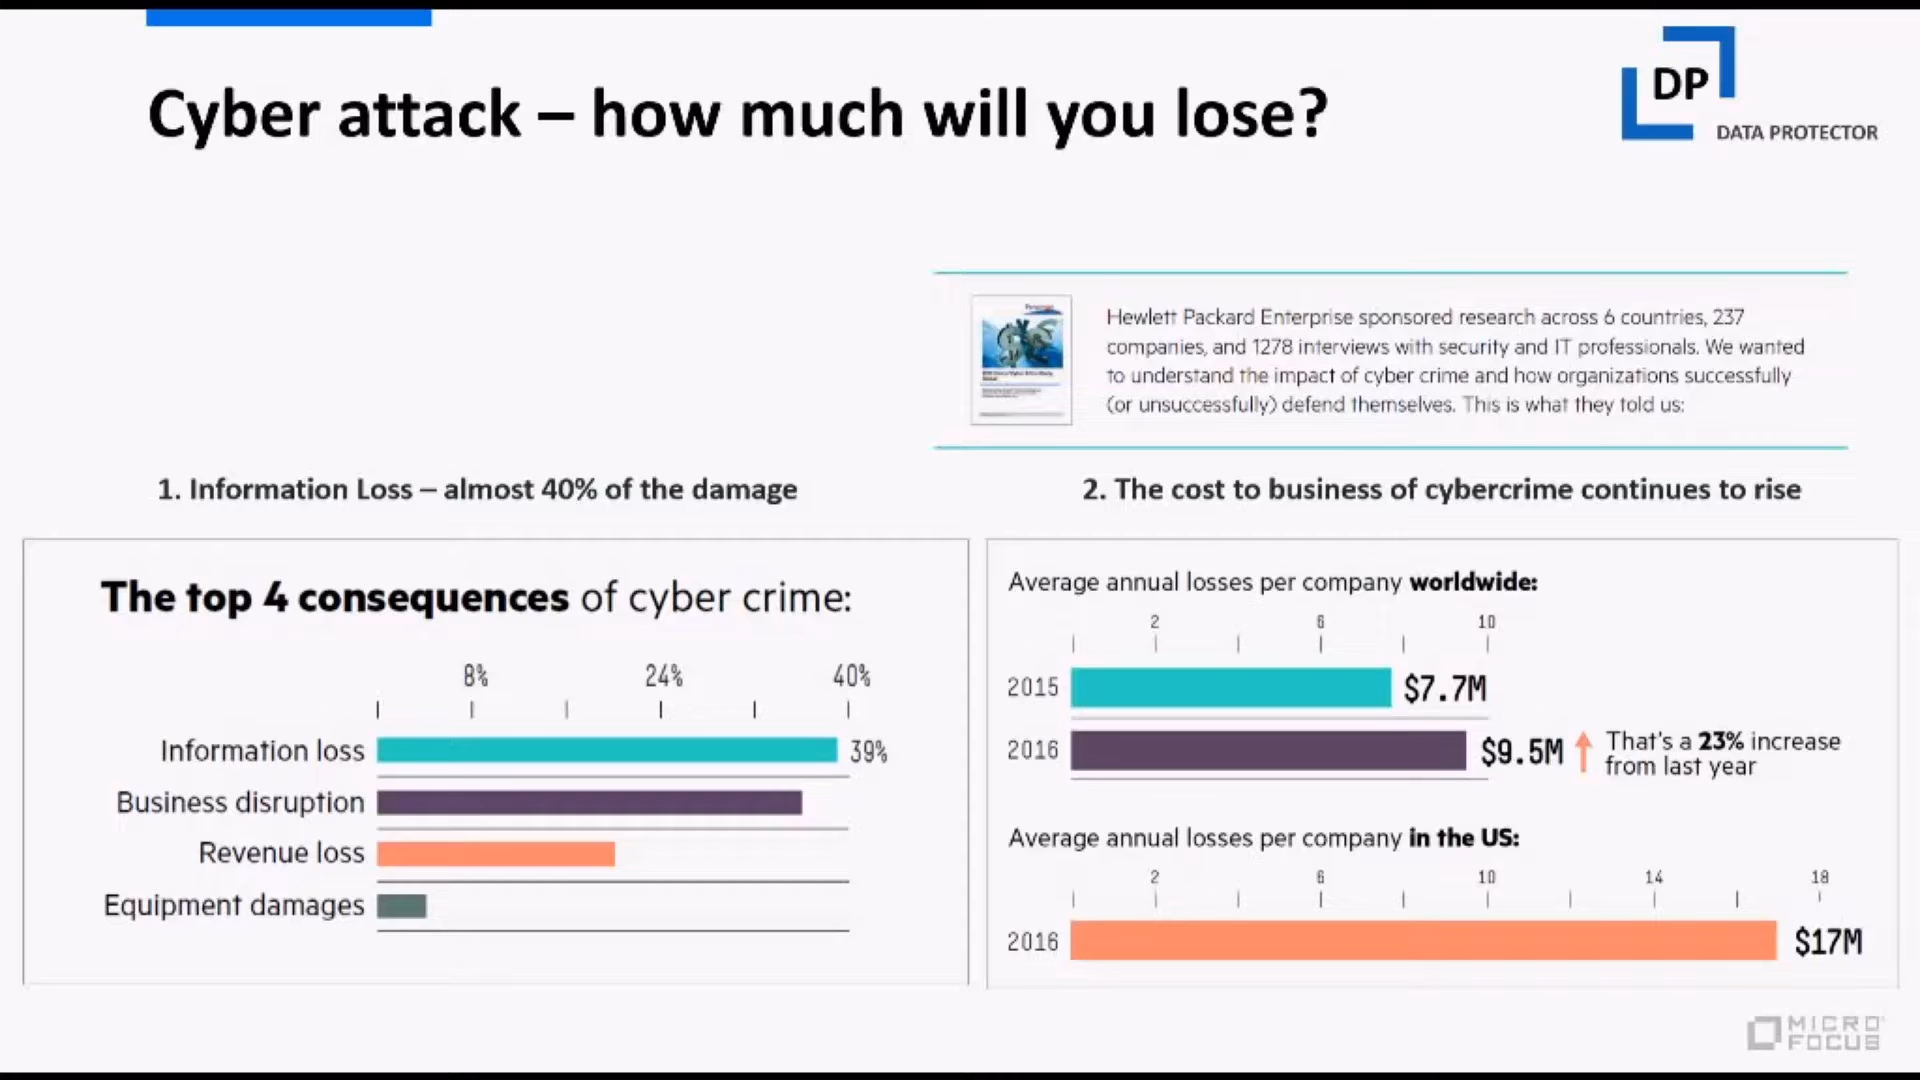 Cyber attack – how much will you lose?
DP
DATA PROTECTOR
Hewlett Packard Enterprise sponsored research across 6 countries, 237
companies, and 1278 interviews with security and IT professionals. We wanted
to understand the impact of cyber crime and how organizations successfully
(or unsuccessfully) defend themselves. This is what they told us:
1. Information Loss – almost 40% of the damage
The top 4 consequences of cyber crime:
8% 24% 40%
Information loss 39%
Business disruption
Revenue loss
Equipment damages
2. The cost to business of cybercrime continues to rise
Average annual losses per company worldwide:
2 6 10
2015 $7.7M
2016 $9.5M
That's a 23% increase
from last year
Average annual losses per company in the US:
2 6 10 14 18
2016 $17M
MICRO
FOCUS